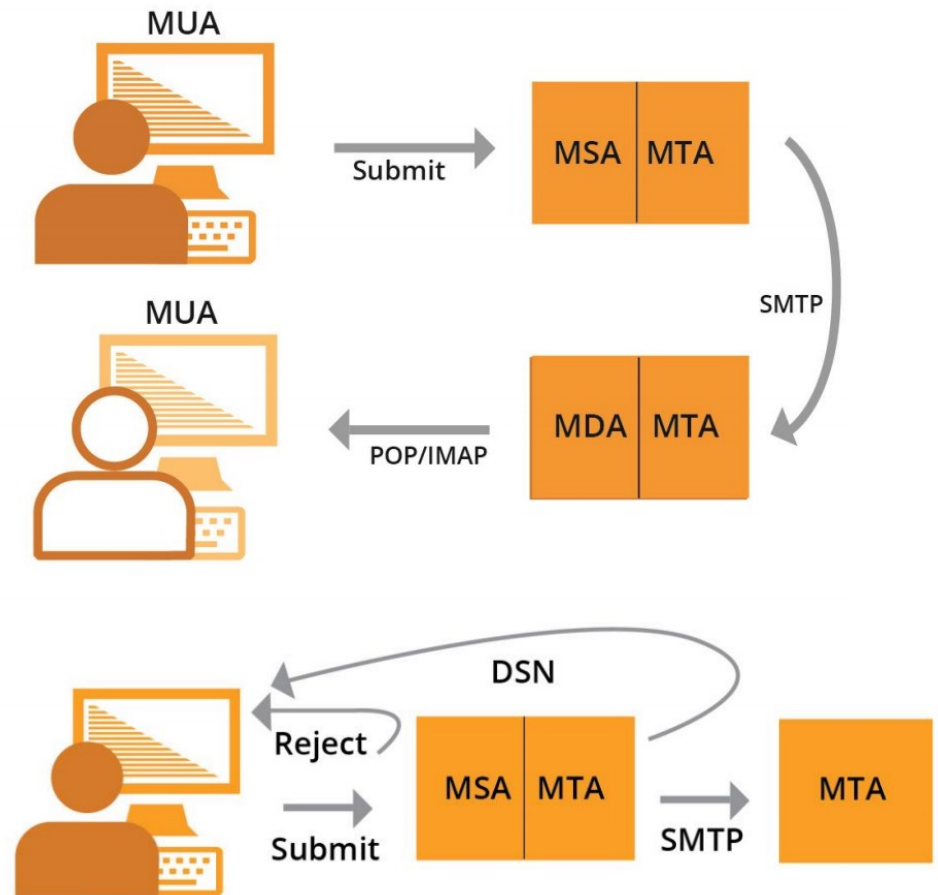 MUA
MSA MTA
Submit
SMTP
MUA
MDA MTA
POP/IMAP
DSN
Reject
MSA MTA
MTA
Submit
SMTP